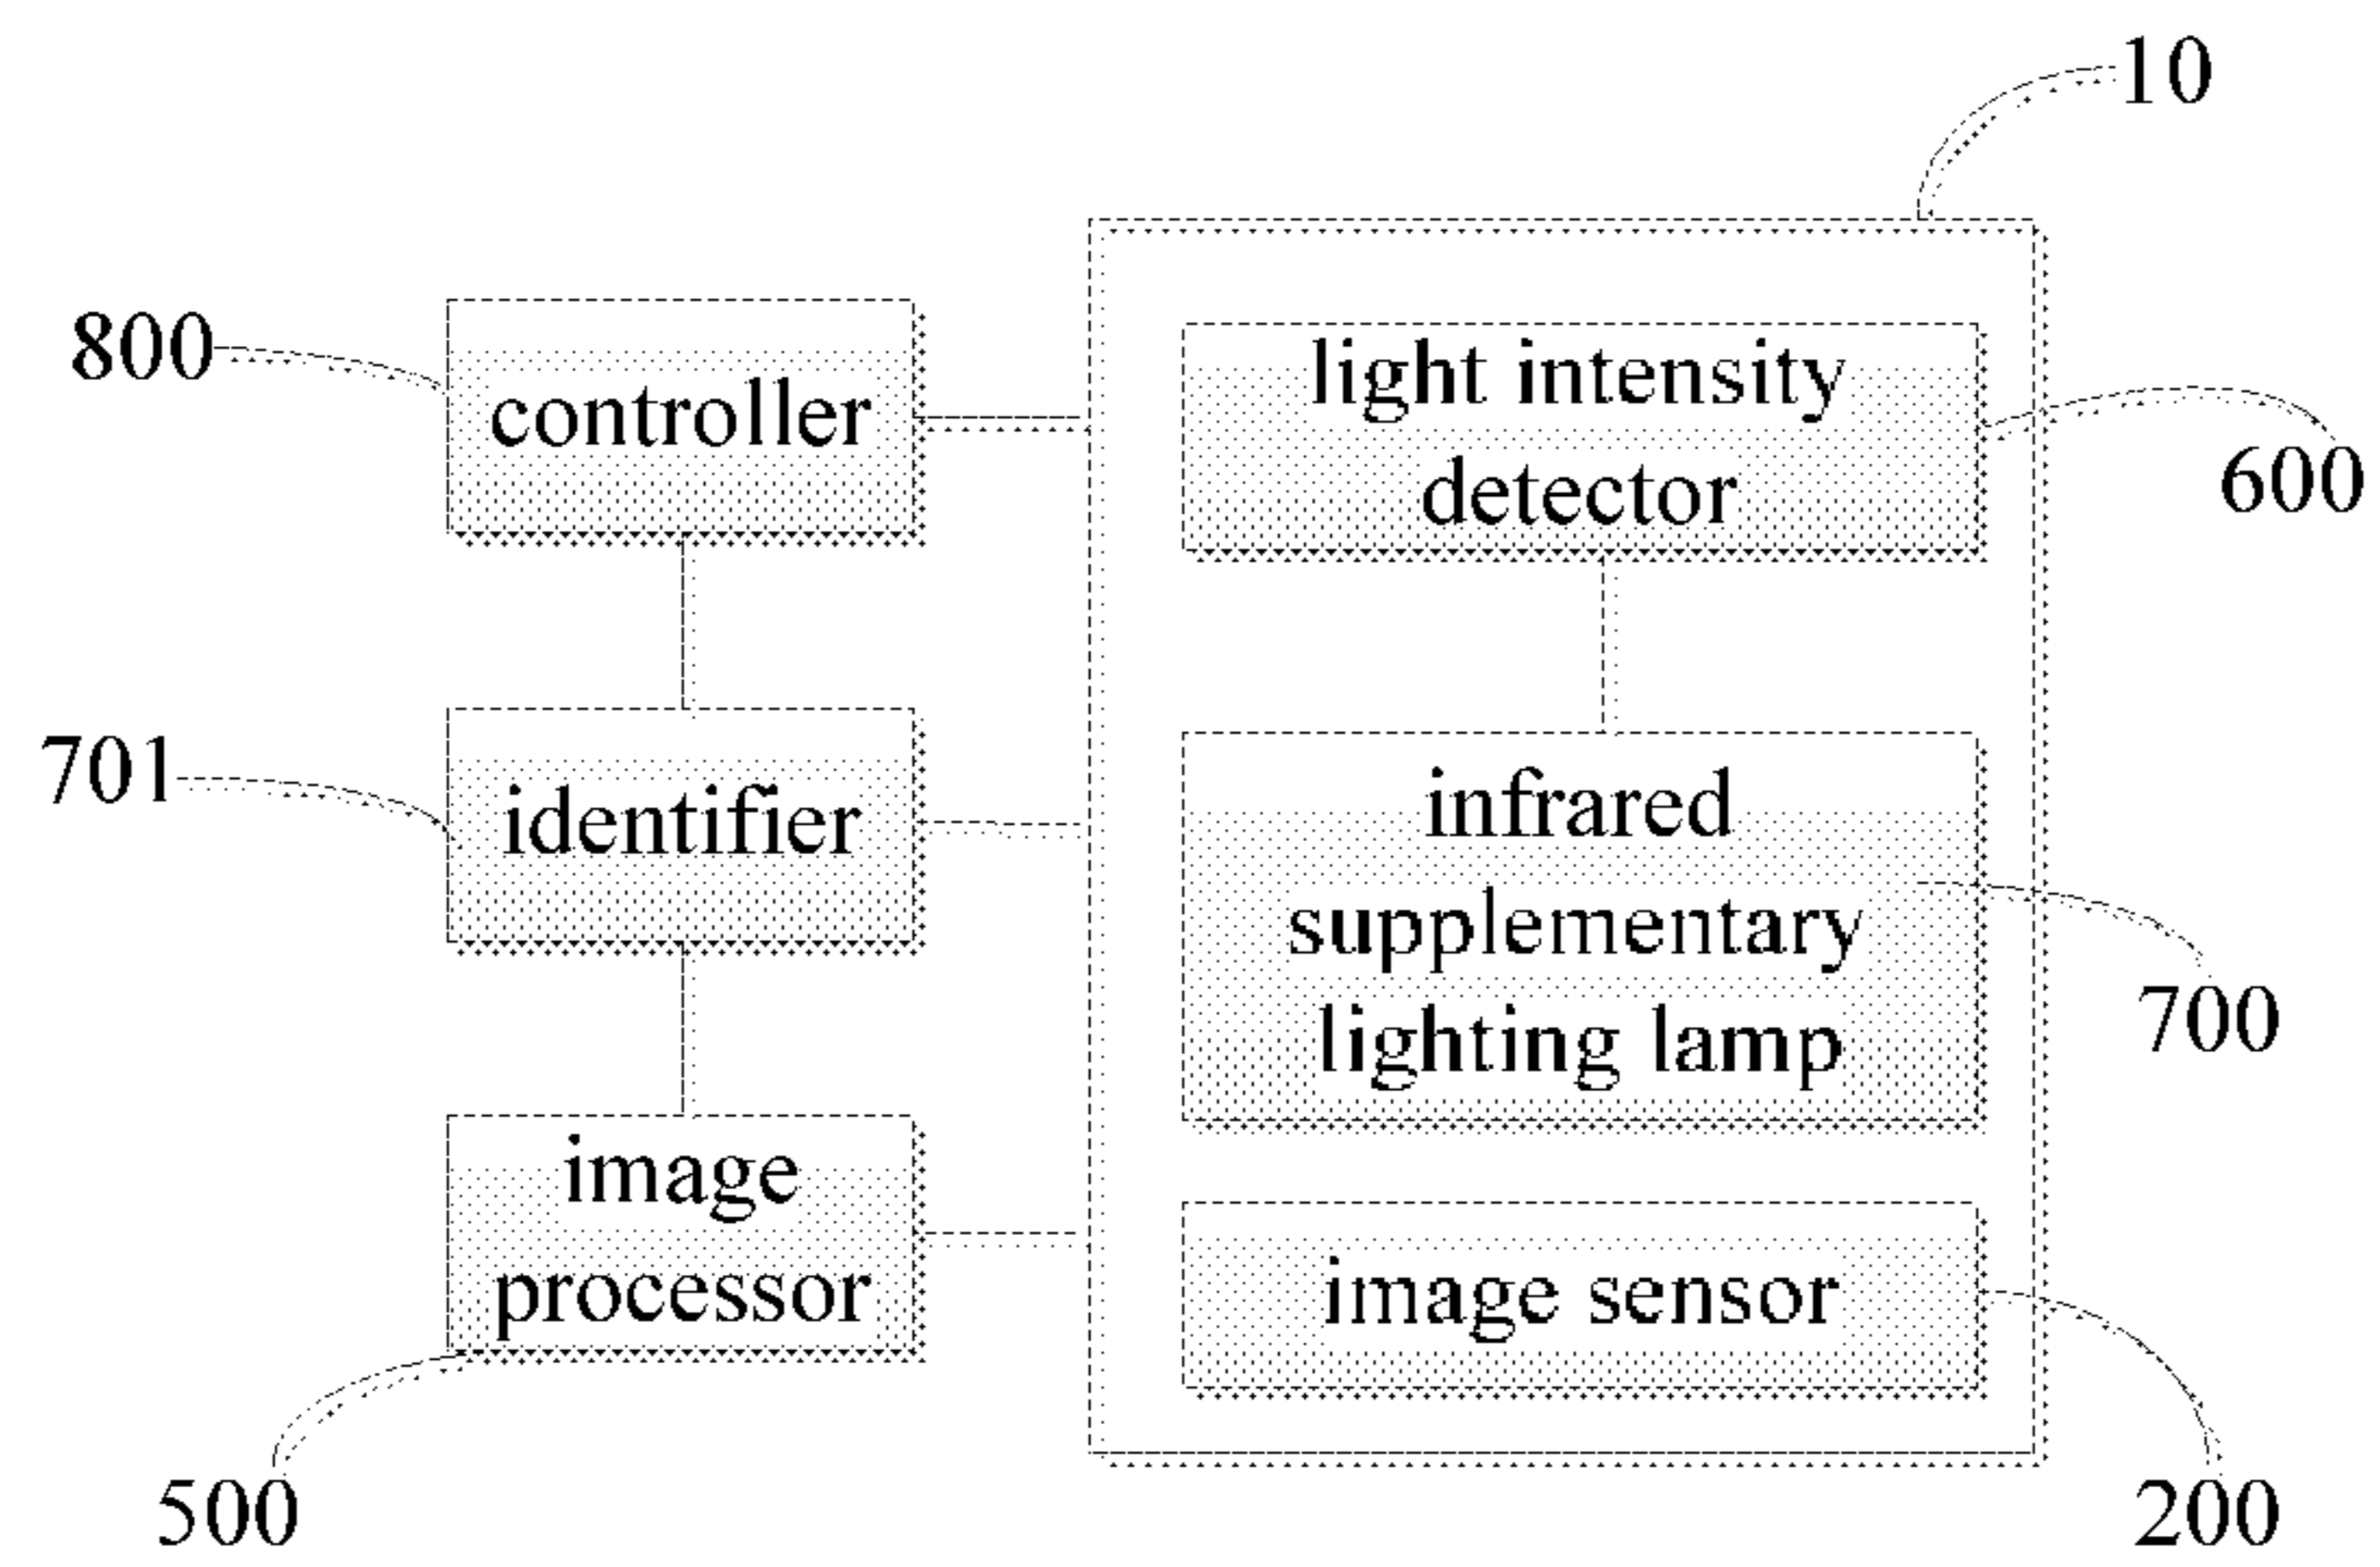 10
800
controller
light intensity
detector
600
701
identifier
infrared
supplementary
lighting lamp
700
image
processor
image sensor
500
200